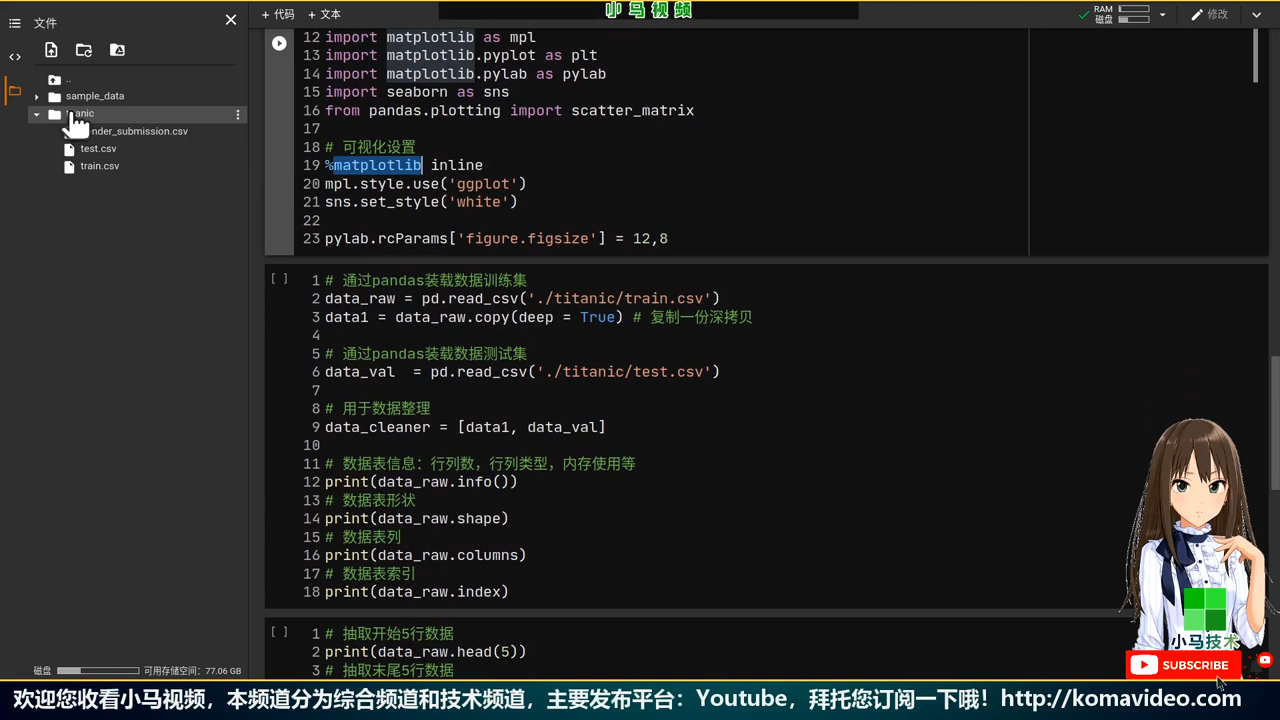 小马视频
文件
+ 代码 + 文本
RAM
磁盘
修改
..
sample_data
titanic
nder_submission.csv
test.csv
train.csv
12 import matplotlib as mpl
13 import matplotlib.pyplot as plt
14 import matplotlib.pylab as pylab
15 import seaborn as sns
16 from pandas.plotting import scatter_matrix
17
18 # 可视化设置
19 %matplotlib inline
20 mpl.style.use('ggplot')
21 sns.set_style('white')
22
23 pylab.rcParams['figure.figsize'] = 12,8
[ ]
1 # 通过pandas装载数据训练集
2 data_raw = pd.read_csv('./titanic/train.csv')
3 data1 = data_raw.copy(deep = True) # 复制一份深拷贝
4
5 # 通过pandas装载数据测试集
6 data_val  = pd.read_csv('./titanic/test.csv')
7
8 # 用于数据整理
9 data_cleaner = [data1, data_val]
10
11 # 数据表信息：行列数，行列类型，内存使用等
12 print(data_raw.info())
13 # 数据表形状
14 print(data_raw.shape)
15 # 数据表列
16 print(data_raw.columns)
17 # 数据表索引
18 print(data_raw.index)
[ ]
1 # 抽取开始5行数据
2 print(data_raw.head(5))
3 # 抽取末尾5行数据
磁盘 可用存储空间：77.06 GB
小马技术
SUBSCRIBE
欢迎您收看小马视频，本频道分为综合频道和技术频道，主要发布平台：Youtube，拜托您订阅一下哦！http://komavideo.com